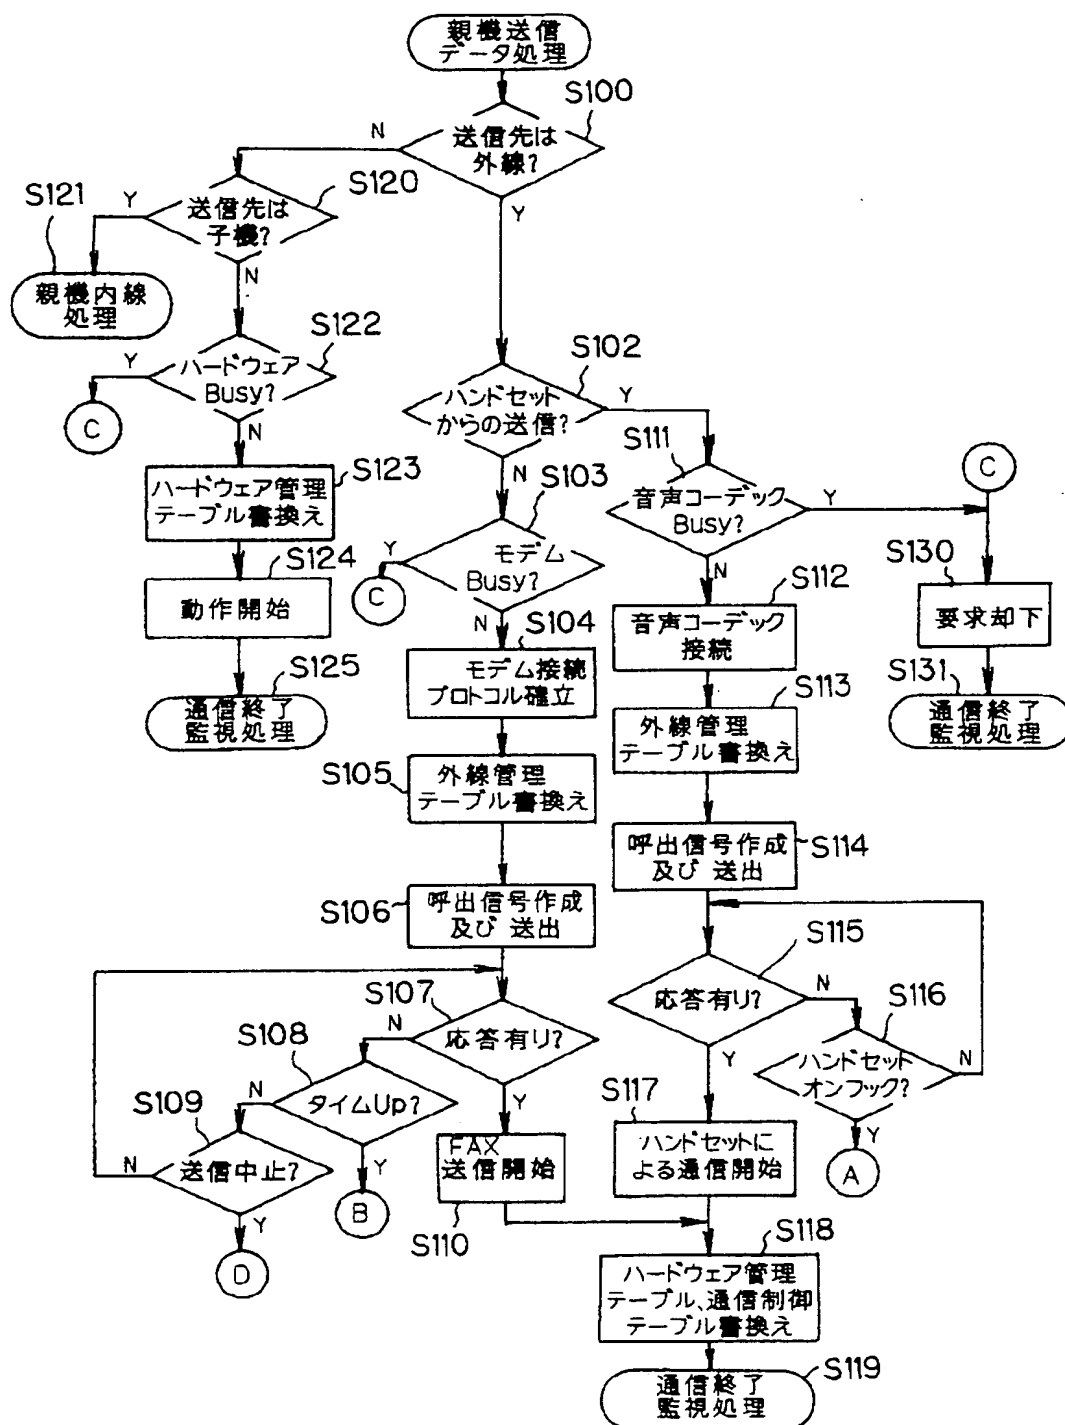 親機送信
データ処理
S100
送信先は
外線?
N
Y
S120
送信先は
子機?
Y
N
S121
親機内線
処理
S122
ハードウェア
Busy?
Y
N
C
S123
ハードウェア管理
テーブル書換え
S124
動作開始
S125
通信終了
監視処理
S102
ハンドセット
からの送信?
Y
N
S103
モデム
Busy?
Y
N
C
S104
モデム接続
プロトコル確立
S105
外線管理
テーブル書換え
S106
呼出信号作成
及び 送出
S107
応答有り?
N
Y
S108
タイムUp?
N
Y
B
S109
送信中止?
N
Y
D
FAX
送信開始
S110
S111
音声コーデック
Busy?
Y
N
C
S130
要求却下
S131
通信終了
監視処理
S112
音声コーデック
接続
S113
外線管理
テーブル書換え
S114
呼出信号作成
及び 送出
S115
応答有り?
N
Y
S116
ハンドセット
オンフック?
N
Y
A
S117
ハンドセットに
よる通信開始
S118
ハードウェア管理
テーブル、通信制御
テーブル書換え
S119
通信終了
監視処理